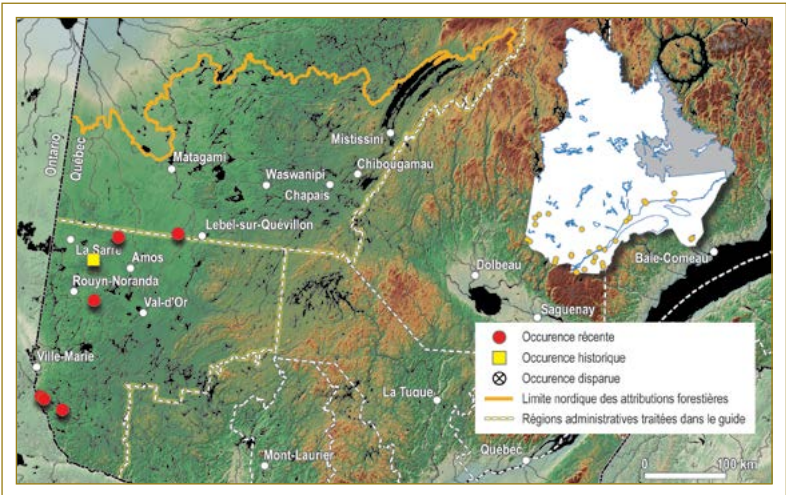 Ontario
Québec
Matagami
Mistissini
Waswanipi
Chibougamau
Chapais
Lebel-sur-Quévillon
La Sarre
Amos
Rouyn-Noranda
Val-d'Or
Dolbeau
Baie-Comeau
Saguenay
Ville-Marie
La Tuque
Mont-Laurier
Québec
Occurence récente
Occurence historique
Occurence disparue
Limite nordique des attributions forestières
Régions administratives traitées dans le guide
0 100 km